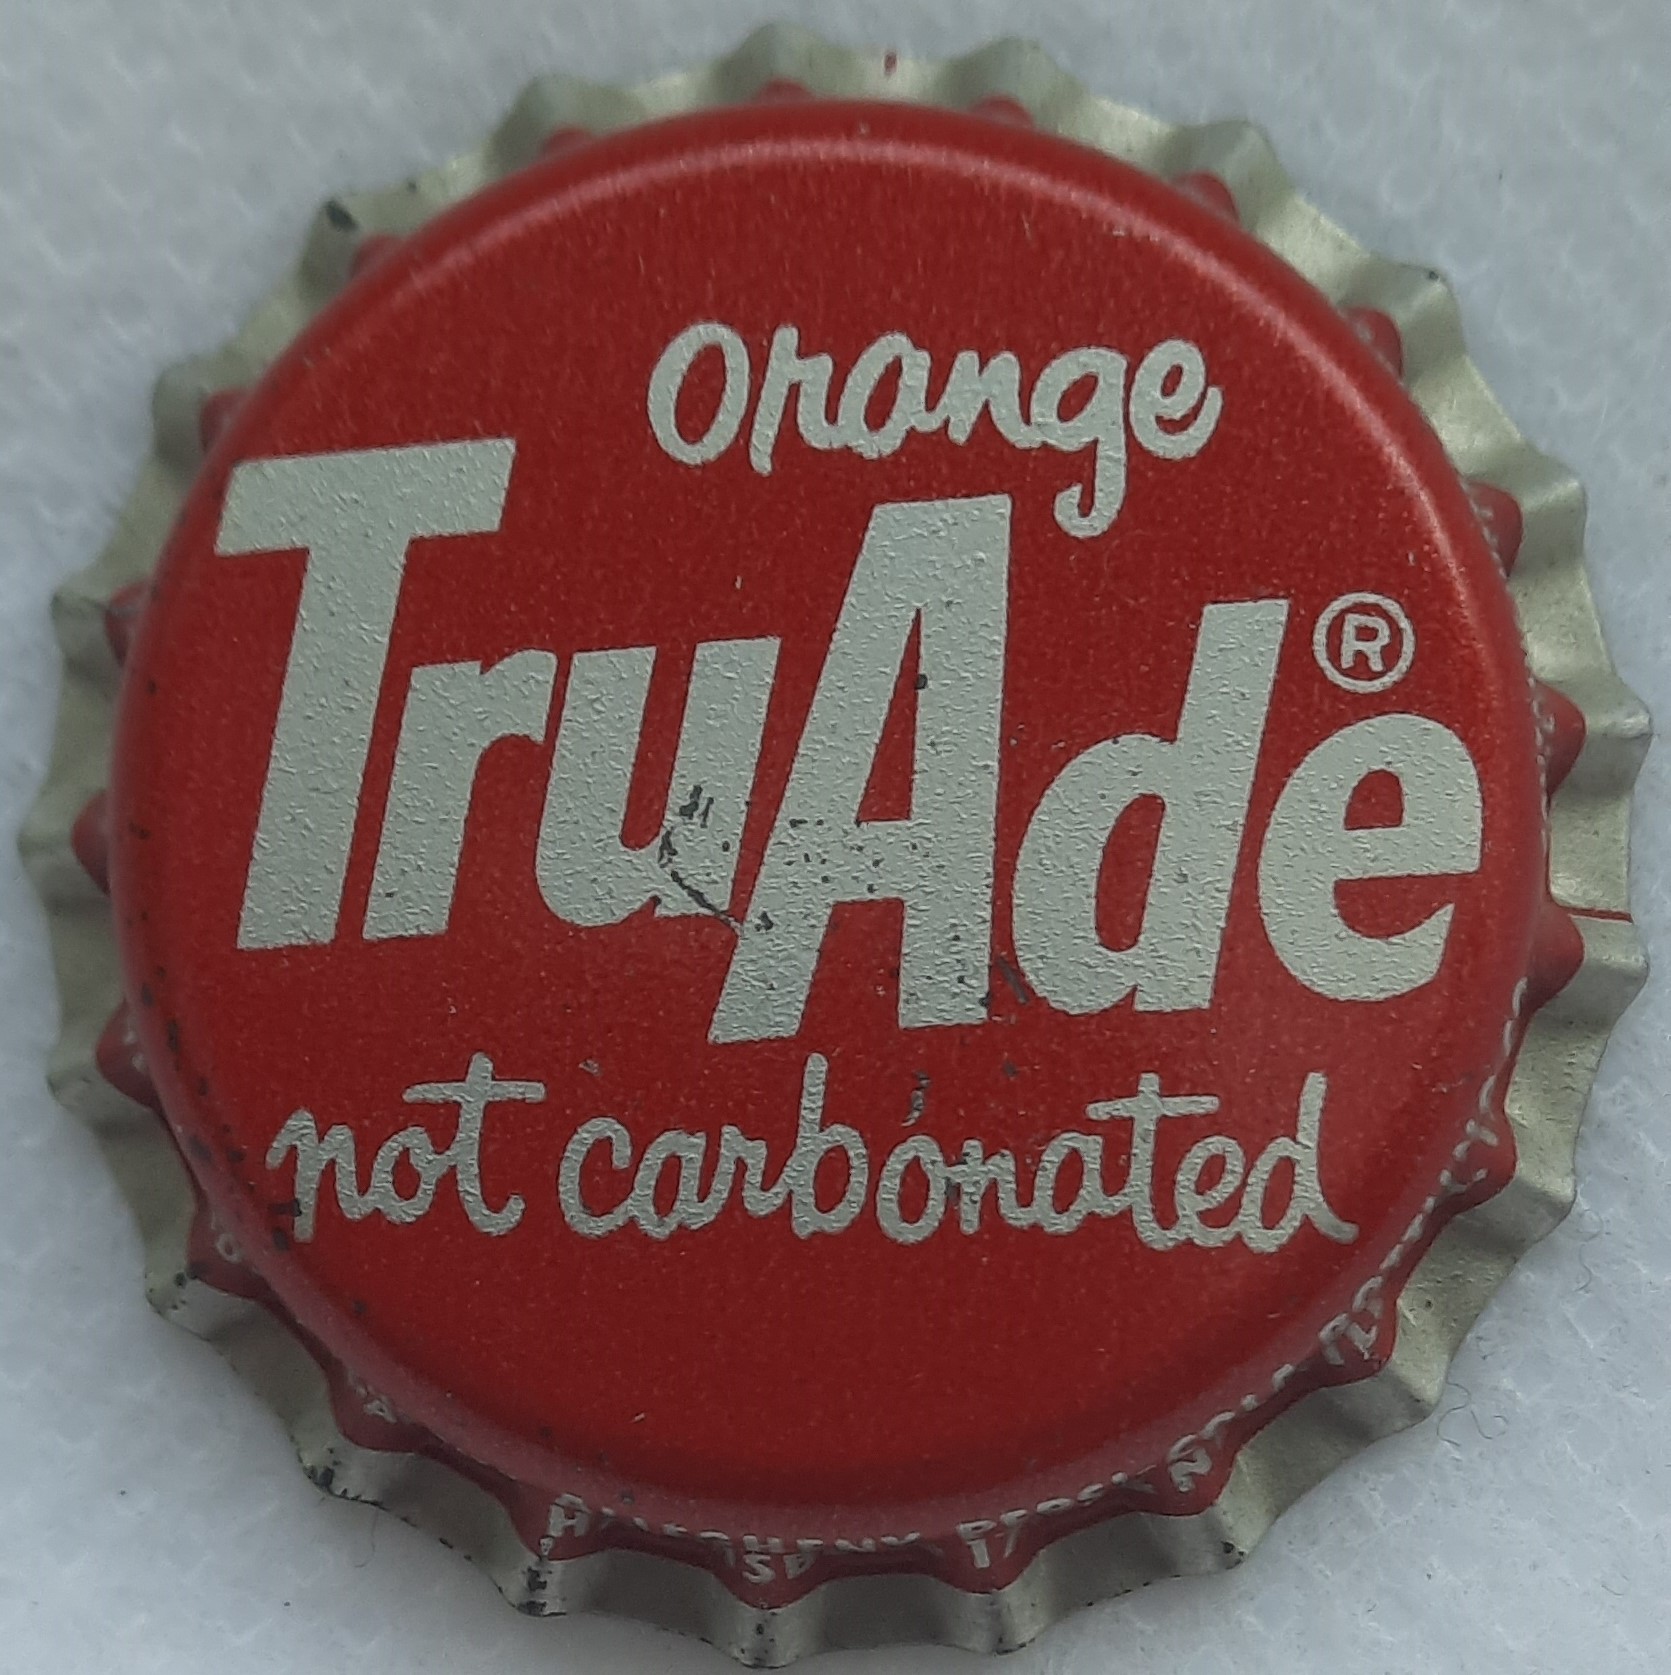 Orange
TruAde®
not carbonated